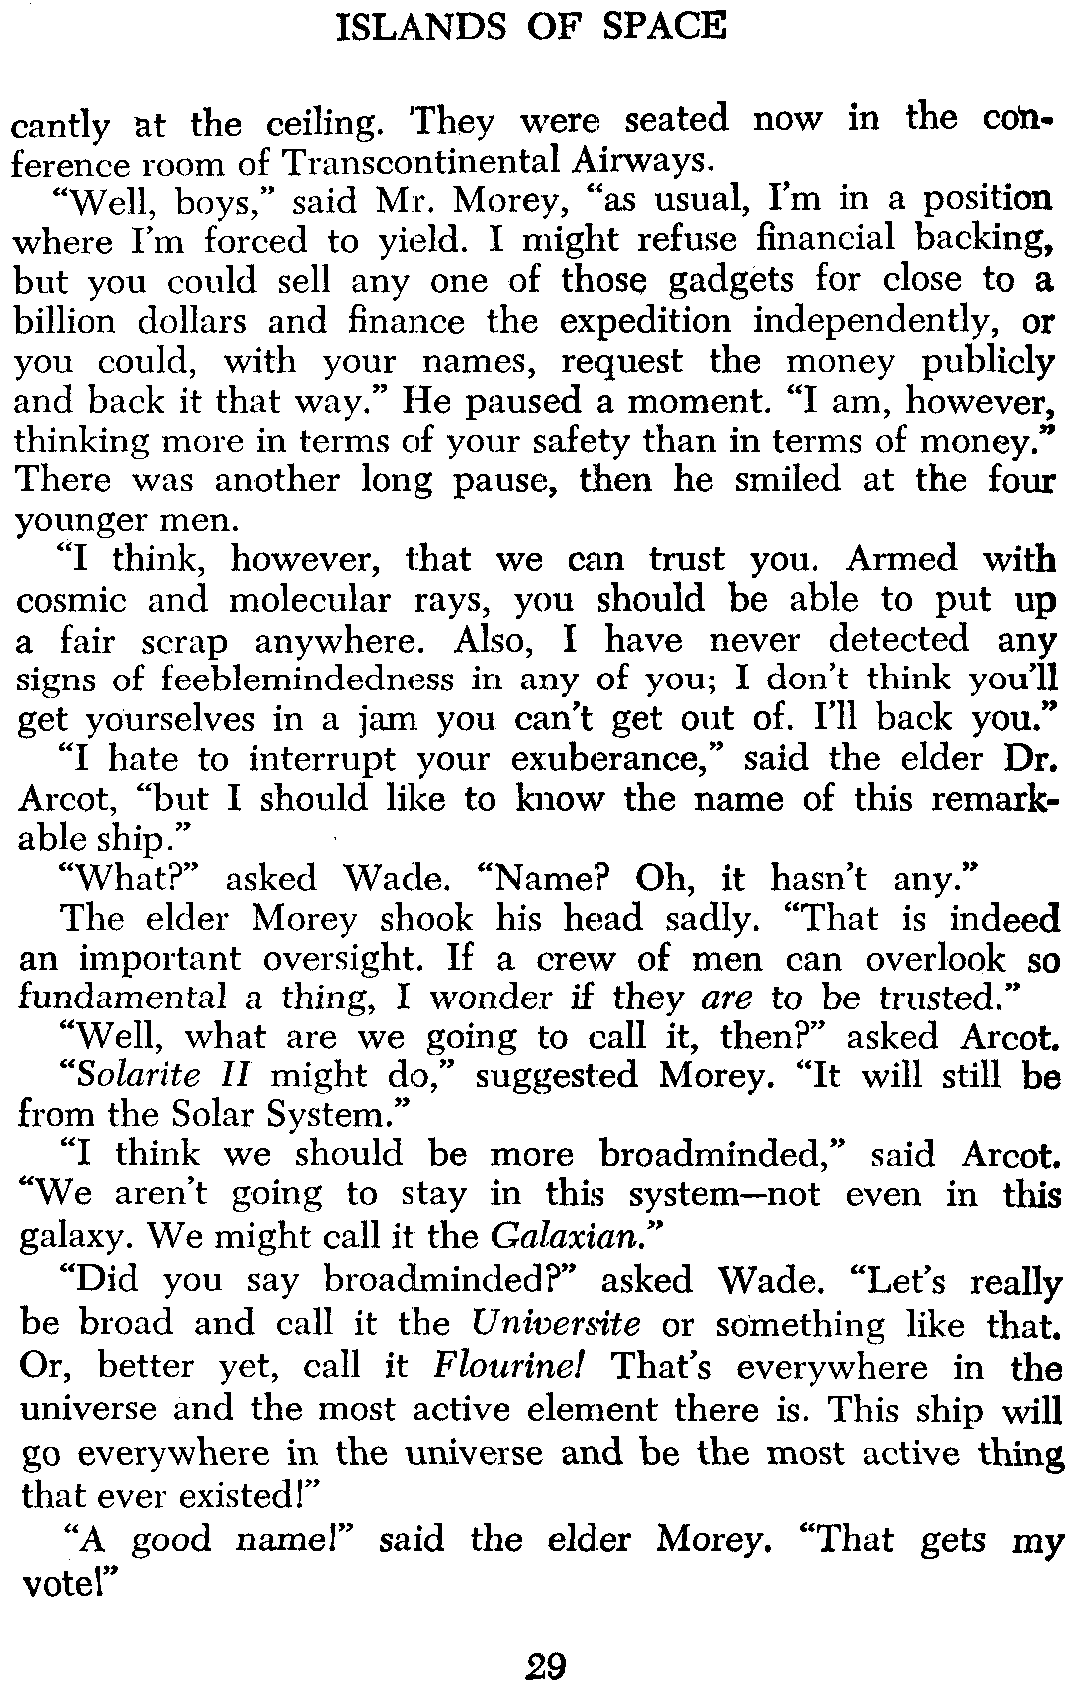 ISLANDS OF SPACE
cantly at the ceiling. They were seated now in the con-
ference room of Transcontinental Airways.
“Well, boys,” said Mr. Morey, “as usual, I’m in a position
where I’m forced to yield. I might refuse financial backing,
but you could sell any one of those gadgets for close to a
billion dollars and finance the expedition independently, or
you could, with your names, request the money publicly
and back it that way.” He paused a moment. “I am, however,
thinking more in terms of your safety than in terms of money.”
There was another long pause, then he smiled at the four
younger men.
“I think, however, that we can trust you. Armed with
cosmic and molecular rays, you should be able to put up
a fair scrap anywhere. Also, I have never detected any
signs of feeblemindedness in any of you; I don’t think you’ll
get yourselves in a jam you can’t get out of. I’ll back you.”
“I hate to interrupt your exuberance,” said the elder Dr.
Arcot, “but I should like to know the name of this remark-
able ship.”
“What?” asked Wade. “Name? Oh, it hasn’t any.”
The elder Morey shook his head sadly. “That is indeed
an important oversight. If a crew of men can overlook so
fundamental a thing, I wonder if they are to be trusted.”
“Well, what are we going to call it, then?” asked Arcot.
“Solarite II might do,” suggested Morey. “It will still be
from the Solar System.”
“I think we should be more broadminded,” said Arcot.
“We aren’t going to stay in this system—not even in this
galaxy. We might call it the Galaxian.”
“Did you say broadminded?” asked Wade. “Let’s really
be broad and call it the Universite or something like that.
Or, better yet, call it Flourine! That’s everywhere in the
universe and the most active element there is. This ship will
go everywhere in the universe and be the most active thing
that ever existed!”
“A good name!” said the elder Morey. “That gets my
vote!”
29